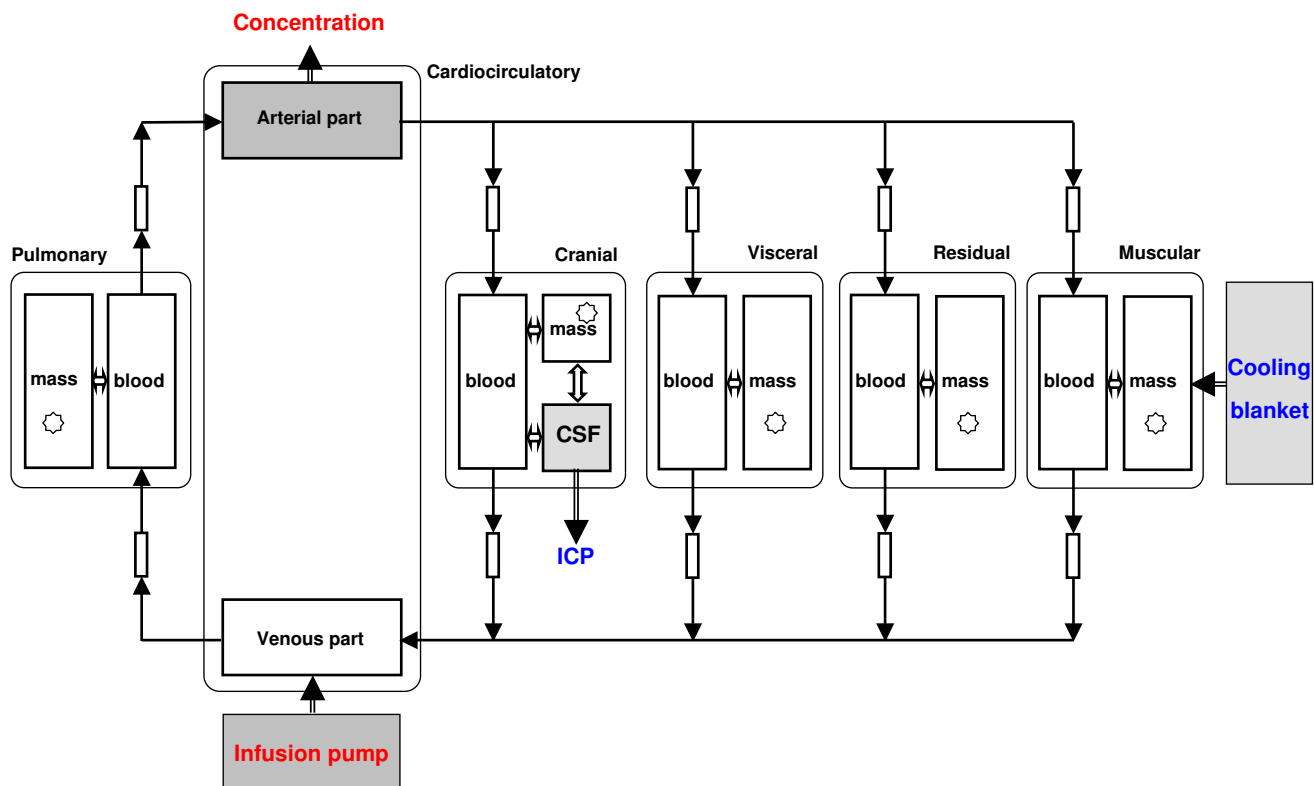 Concentration
Cardiocirculatory
Arterial part
Pulmonary
Cranial
Visceral
Residual
Muscular
mass
blood
blood
mass
CSF
blood
mass
blood
mass
blood
mass
Cooling
blanket
ICP
Venous part
Infusion pump